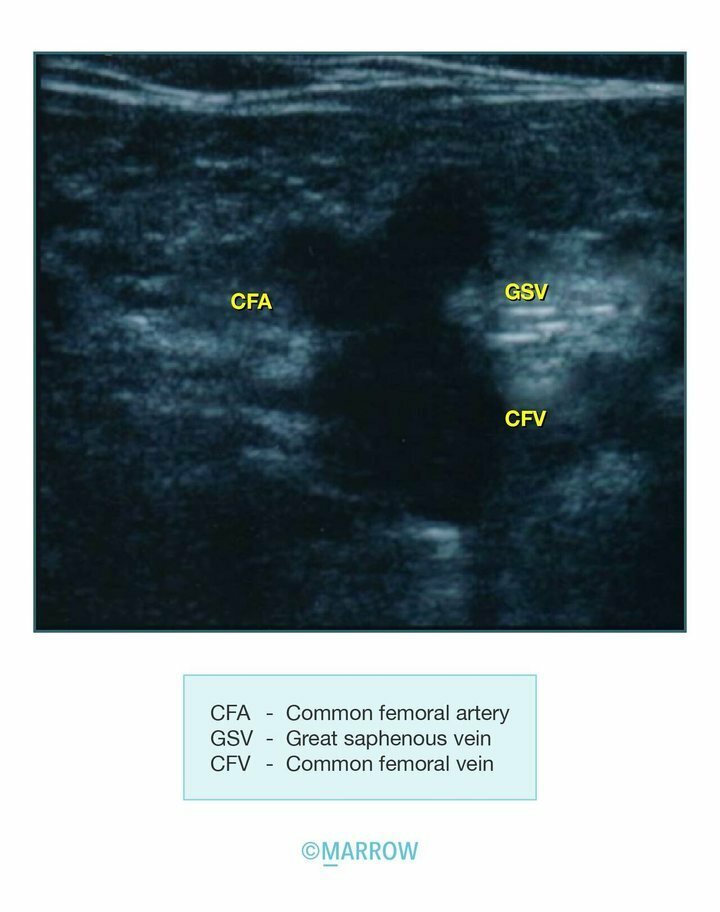 CFA
GSV
CFV
CFA - Common femoral artery
GSV - Great saphenous vein
CFV - Common femoral vein
©MARROW